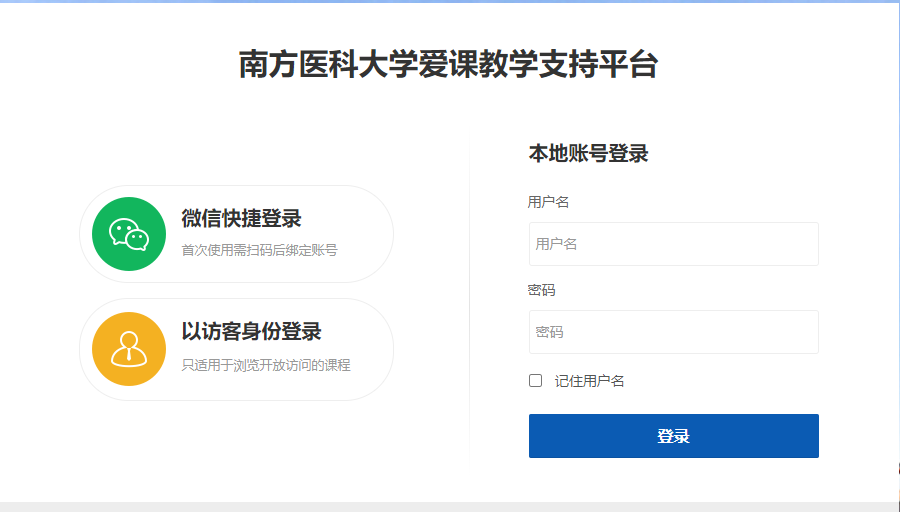 南方医科大学爱课教学支持平台
微信快捷登录
首次使用需扫码后绑定账号
以访客身份登录
只适用于浏览开放访问的课程
本地账号登录
用户名
用户名
密码
密码
记住用户名
登录